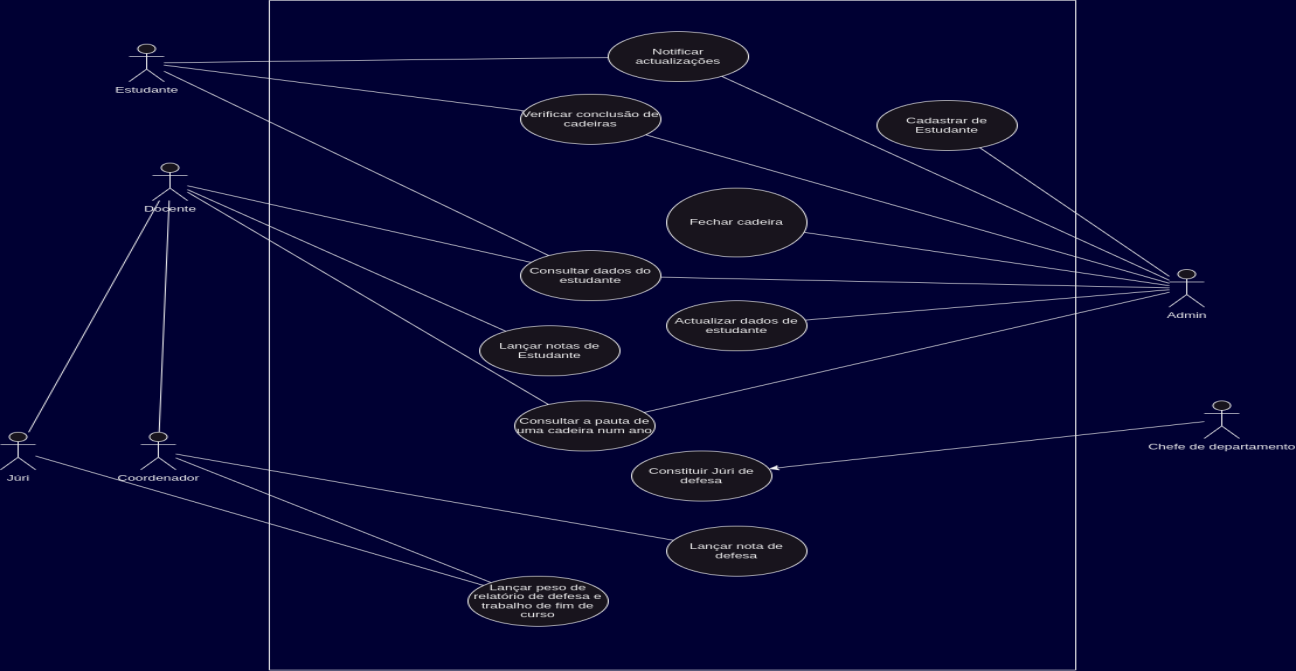 Notificar
actualizações
Estudante
Verificar conclusão de
cadeiras
Cadastrar de
Estudante
Docente
Fechar cadeira
Consultar dados do
estudante
Admin
Actualizar dados de
estudante
Lançar notas de
Estudante
Consultar a pauta de
uma cadeira num ano
Chefe de departamento
Júri
Coordenador
Constituir Júri de
defesa
Lançar nota de
defesa
Lançar peso de
relatório de defesa e
trabalho de fim de
curso